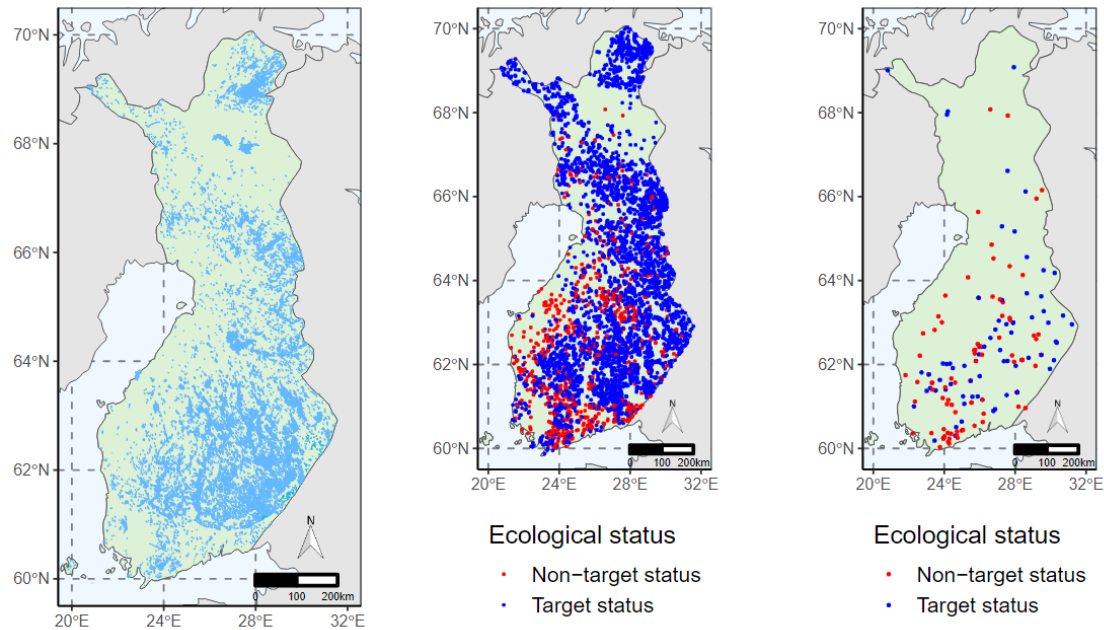 70°N
68°N
66°N
64°N
62°N
60°N
N
0 100 200km
20°E 24°E 28°E 32°E
70°N
68°N
66°N
64°N
62°N
60°N
N
0 100 200km
20°E 24°E 28°E 32°E
Ecological status
Non−target status
Target status
70°N
68°N
66°N
64°N
62°N
60°N
N
0 100 200km
20°E 24°E 28°E 32°E
Ecological status
Non−target status
Target status